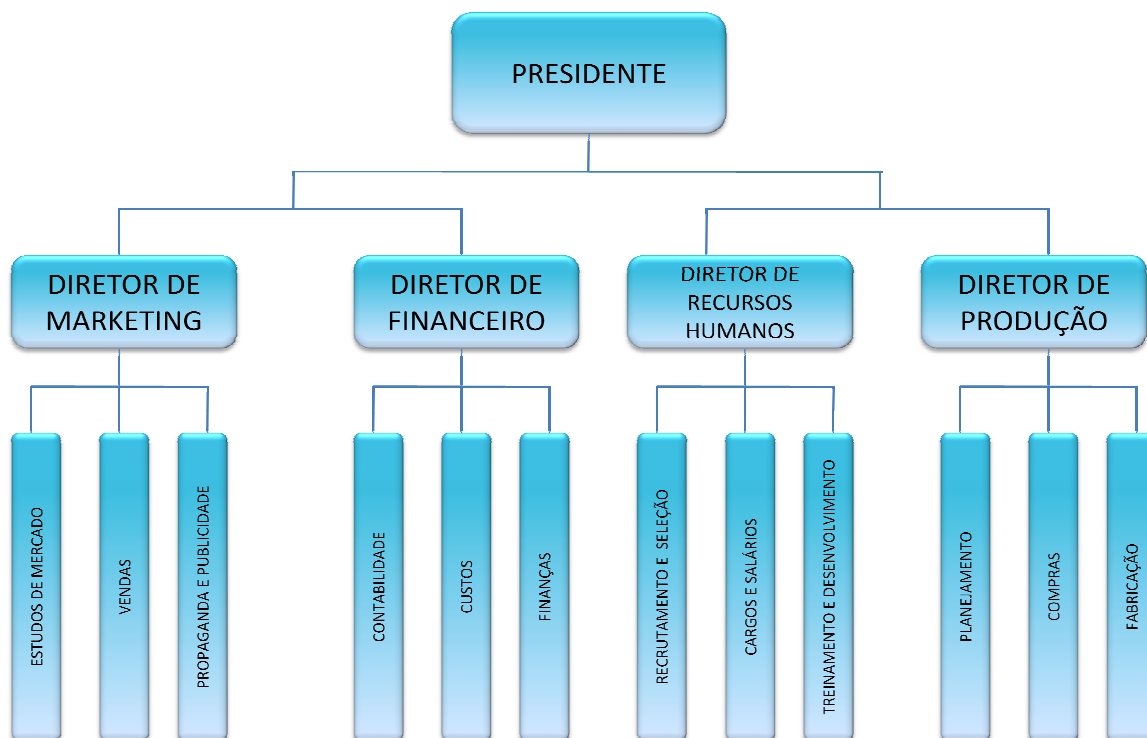 PRESIDENTE
DIRETOR DE
MARKETING
DIRETOR DE
FINANCEIRO
DIRETOR DE
RECURSOS
HUMANOS
DIRETOR DE
PRODUÇÃO
ESTUDOS DE MERCADO
VENDAS
PROPAGANDA E PUBLICIDADE
CONTABILIDADE
CUSTOS
FINANÇAS
RECRUTAMENTO E SELEÇÃO
CARGOS E SALÁRIOS
TREINAMENTO E DESENVOLVIMENTO
PLANEJAMENTO
COMPRAS
FABRICAÇÃO